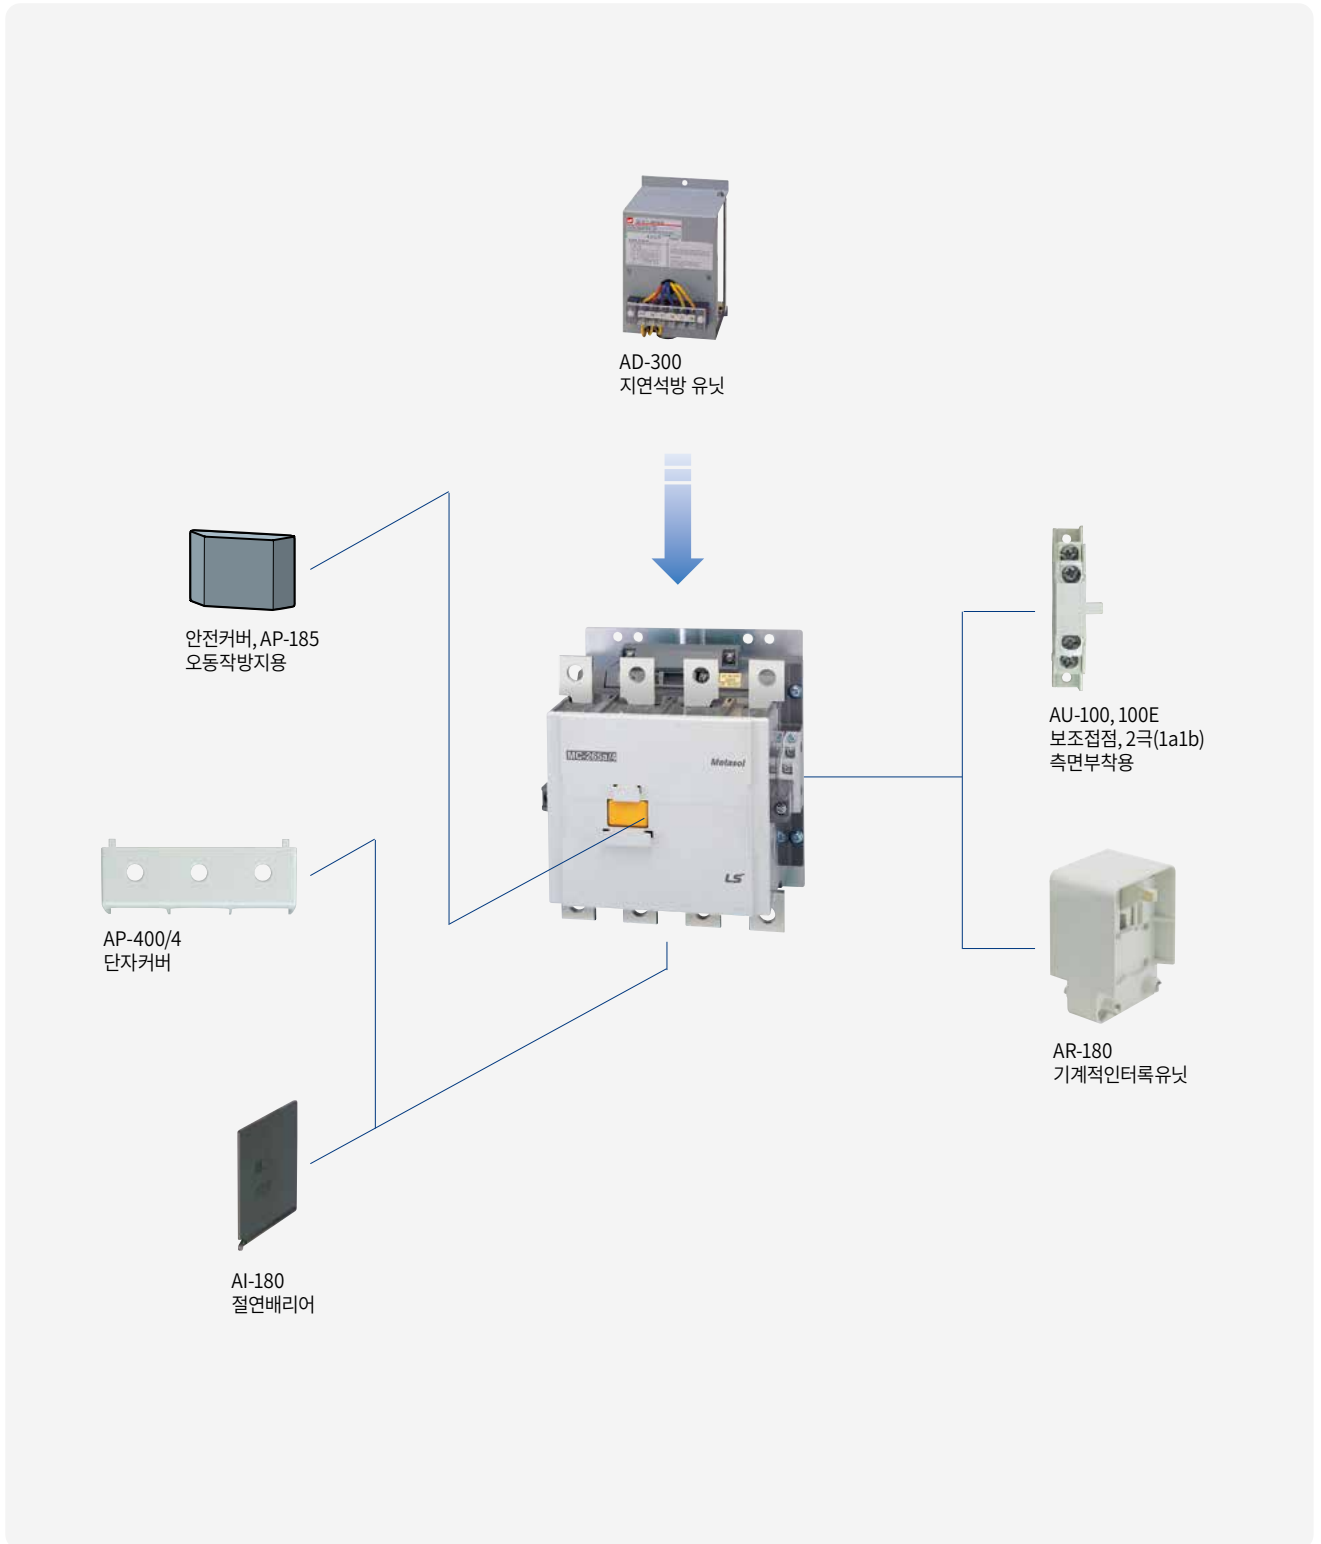 AD-300
지연석방 유닛
안전커버, AP-185
오동작방지용
AU-100, 100E
보조접점, 2극(1a1b)
측면부착용
MC-265a/4
Metasol
LS
AP-400/4
단자커버
AR-180
기계적인터록유닛
AI-180
절연배리어